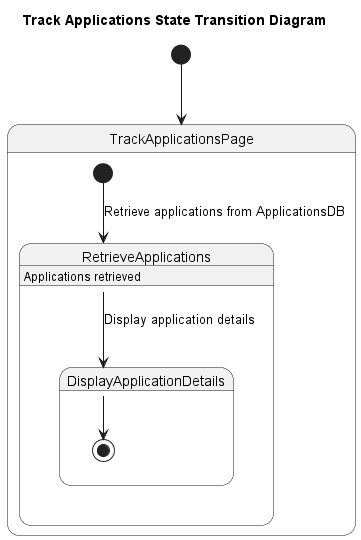 Track Applications State Transition Diagram
TrackApplicationsPage
Retrieve applications from ApplicationsDB
RetrieveApplications
Applications retrieved
Display application details
DisplayApplicationDetails